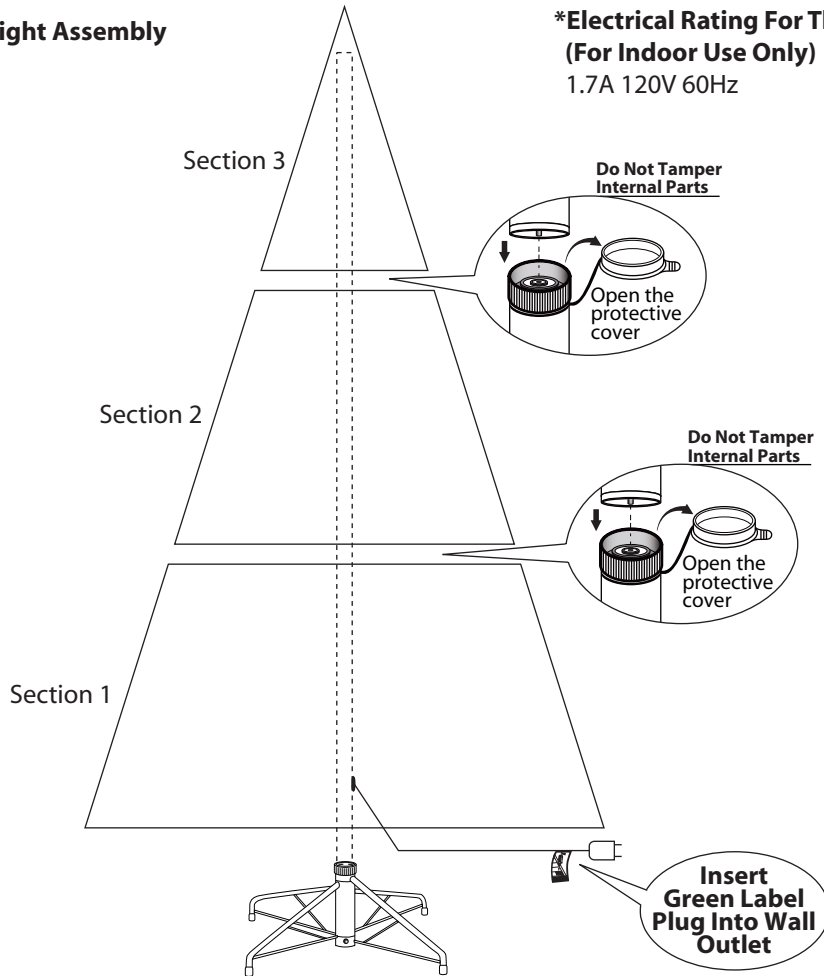 ight Assembly
*Electrical Rating For Th
(For Indoor Use Only)
1.7A 120V 60Hz
Section 3
Do Not Tamper
Internal Parts
Open the
protective
cover
Section 2
Do Not Tamper
Internal Parts
Open the
protective
cover
Section 1
Insert
Green Label
Plug Into Wall
Outlet